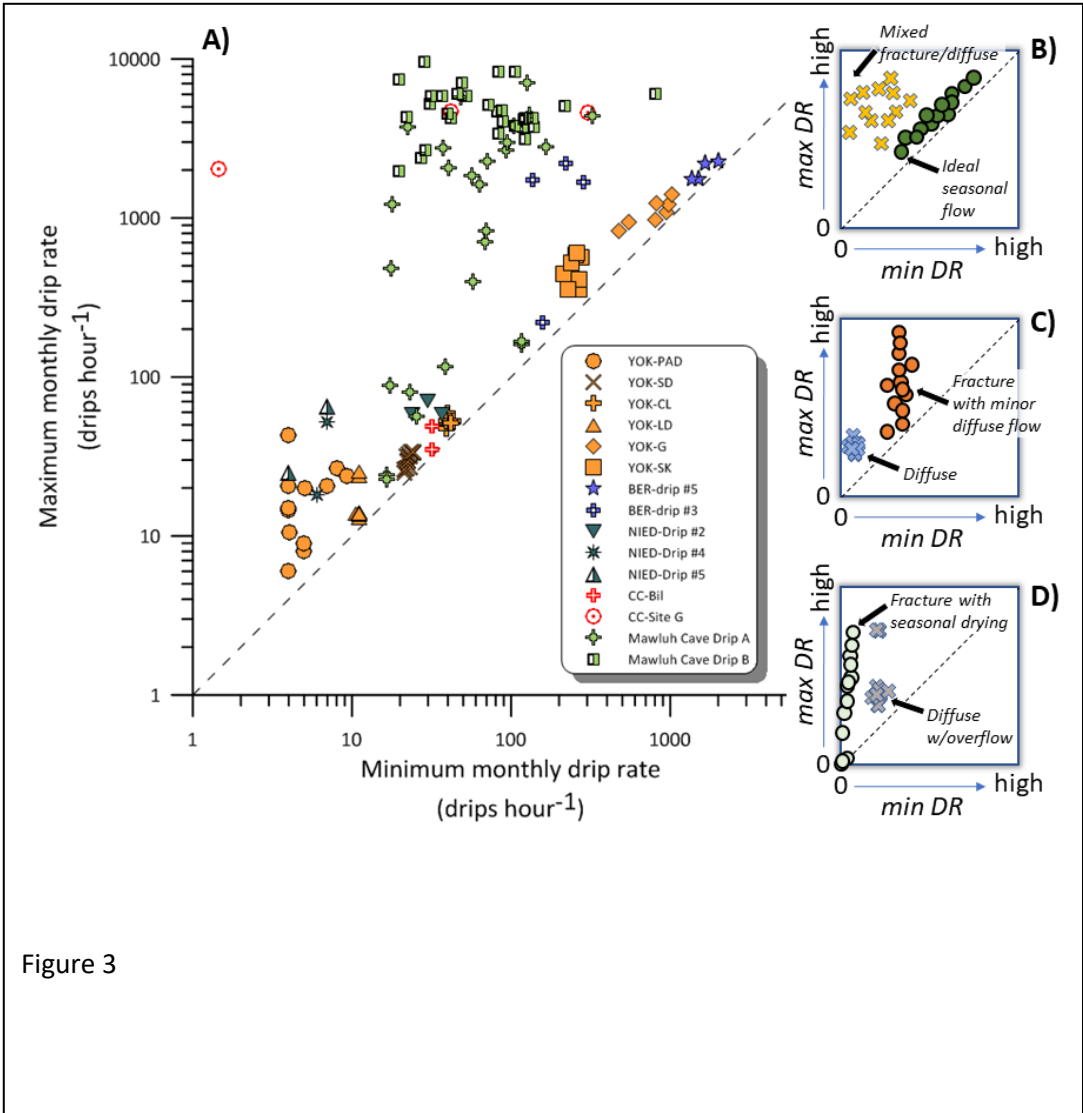 A)
10000
1000
100
10
1
1
10
100
1000
Maximum monthly drip rate
(drips hour-1)
Minimum monthly drip rate
(drips hour-1)
YOK-PAD
YOK-SD
YOK-CL
YOK-LD
YOK-G
YOK-SK
BER-drip #5
BER-drip #3
NIED-Drip #2
NIED-Drip #4
NIED-Drip #5
CC-Bil
CC-Site G
Mawluh Cave Drip A
Mawluh Cave Drip B
B)
Mixed
fracture/diffuse
Ideal
seasonal
flow
high
max DR
0
0
high
min DR
C)
Fracture
with minor
diffuse flow
Diffuse
high
max DR
0
0
high
min DR
D)
Fracture with
seasonal drying
Diffuse
w/overflow
high
max DR
0
0
high
min DR
Figure 3